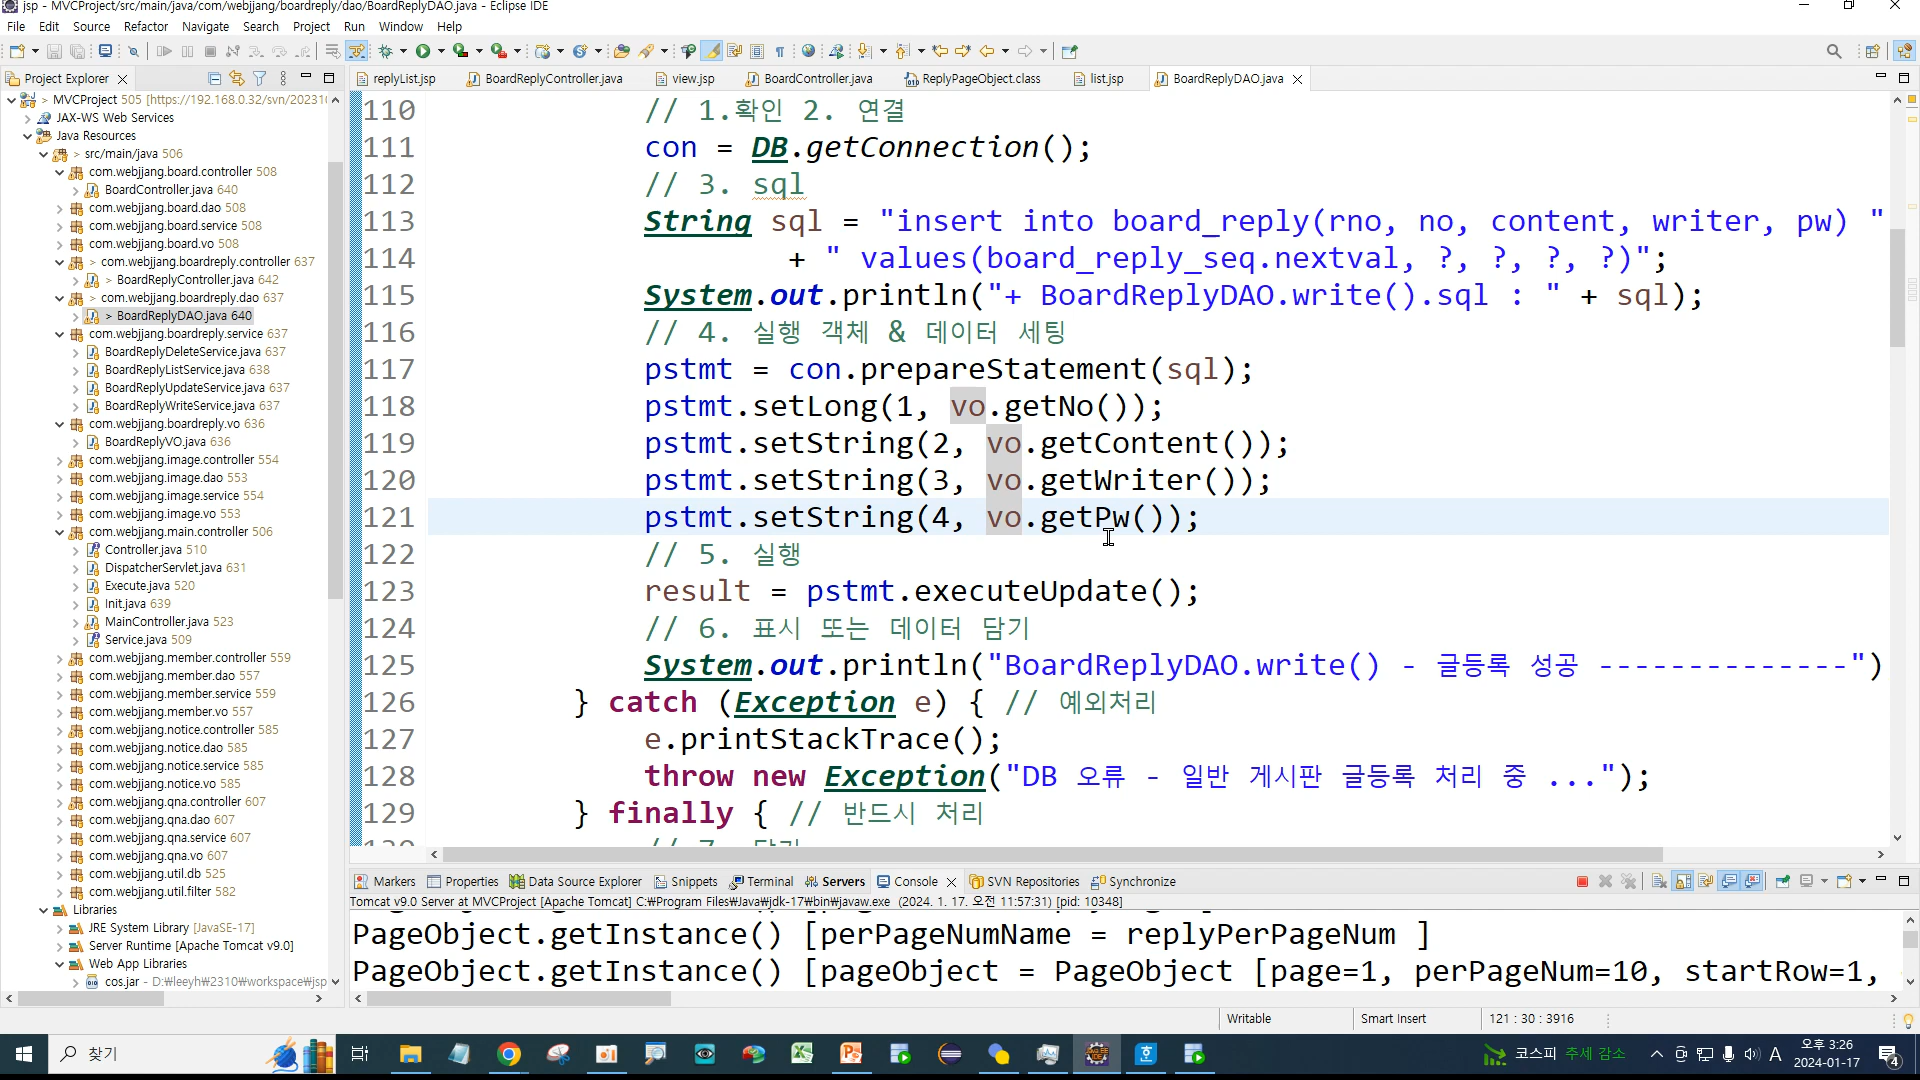 jsp - MVCProject/src/main/java/com/webjjang/boardreply/dao/BoardReplyDAO.java - Eclipse IDE
File Edit Source Refactor Navigate Search Project Run Window Help
Project Explorer
replyList.jsp BoardReplyController.java view.jsp BoardController.java ReplyPageObject.class list.jsp BoardReplyDAO.java
> MVCProject 505 [https://192.168.0.32/svn/20231
JAX-WS Web Services
Java Resources
> src/main/java 506
com.webjjang.board.controller 508
BoardController.java 640
com.webjjang.board.dao 508
com.webjjang.board.service 508
com.webjjang.board.vo 508
> com.webjjang.boardreply.controller 637
> BoardReplyController.java 642
> com.webjjang.boardreply.dao 637
> BoardReplyDAO.java 640
com.webjjang.boardreply.service 637
BoardReplyDeleteService.java 637
BoardReplyListService.java 638
BoardReplyUpdateService.java 637
BoardReplyWriteService.java 637
com.webjjang.boardreply.vo 636
BoardReplyVO.java 636
com.webjjang.image.controller 554
com.webjjang.image.dao 553
com.webjjang.image.service 554
com.webjjang.image.vo 553
com.webjjang.main.controller 506
Controller.java 510
DispatcherServlet.java 631
Execute.java 520
Init.java 639
MainController.java 523
Service.java 509
com.webjjang.member.controller 559
com.webjjang.member.dao 557
com.webjjang.member.service 559
com.webjjang.member.vo 557
com.webjjang.notice.controller 585
com.webjjang.notice.dao 585
com.webjjang.notice.service 585
com.webjjang.notice.vo 585
com.webjjang.qna.controller 607
com.webjjang.qna.dao 607
com.webjjang.qna.service 607
com.webjjang.qna.vo 607
com.webjjang.util.db 525
com.webjjang.util.filter 582
Libraries
JRE System Library [JavaSE-17]
Server Runtime [Apache Tomcat v9.0]
Web App Libraries
cos.jar - D:₩leeyh₩2310₩workspace₩jsp
110 // 1.확인 2. 연결
111 con = DB.getConnection();
112 // 3. sql
113 String sql = "insert into board_reply(rno, no, content, writer, pw) "
114 + " values(board_reply_seq.nextval, ?, ?, ?, ?)";
115 System.out.println("+ BoardReplyDAO.write().sql : " + sql);
116 // 4. 실행 객체 & 데이터 세팅
117 pstmt = con.prepareStatement(sql);
118 pstmt.setLong(1, vo.getNo());
119 pstmt.setString(2, vo.getContent());
120 pstmt.setString(3, vo.getWriter());
121 pstmt.setString(4, vo.getPw());
122 // 5. 실행
123 result = pstmt.executeUpdate();
124 // 6. 표시 또는 데이터 담기
125 System.out.println("BoardReplyDAO.write() - 글등록 성공 --------------")
126 } catch (Exception e) { // 예외처리
127 e.printStackTrace();
128 throw new Exception("DB 오류 - 일반 게시판 글등록 처리 중 ...");
129 } finally { // 반드시 처리
Markers Properties Data Source Explorer Snippets Terminal Servers Console SVN Repositories Synchronize
Tomcat v9.0 Server at MVCProject [Apache Tomcat] C:₩Program Files₩Java₩jdk-17₩bin₩javaw.exe (2024. 1. 17. 오전 11:57:31) [pid: 10348]
PageObject.getInstance() [perPageNumName = replyPerPageNum ]
PageObject.getInstance() [pageObject = PageObject [page=1, perPageNum=10, startRow=1,
Writable Smart Insert 121 : 30 : 3916
찾기
코스피 추세 감소
A
오후 3:26
2024-01-17
4